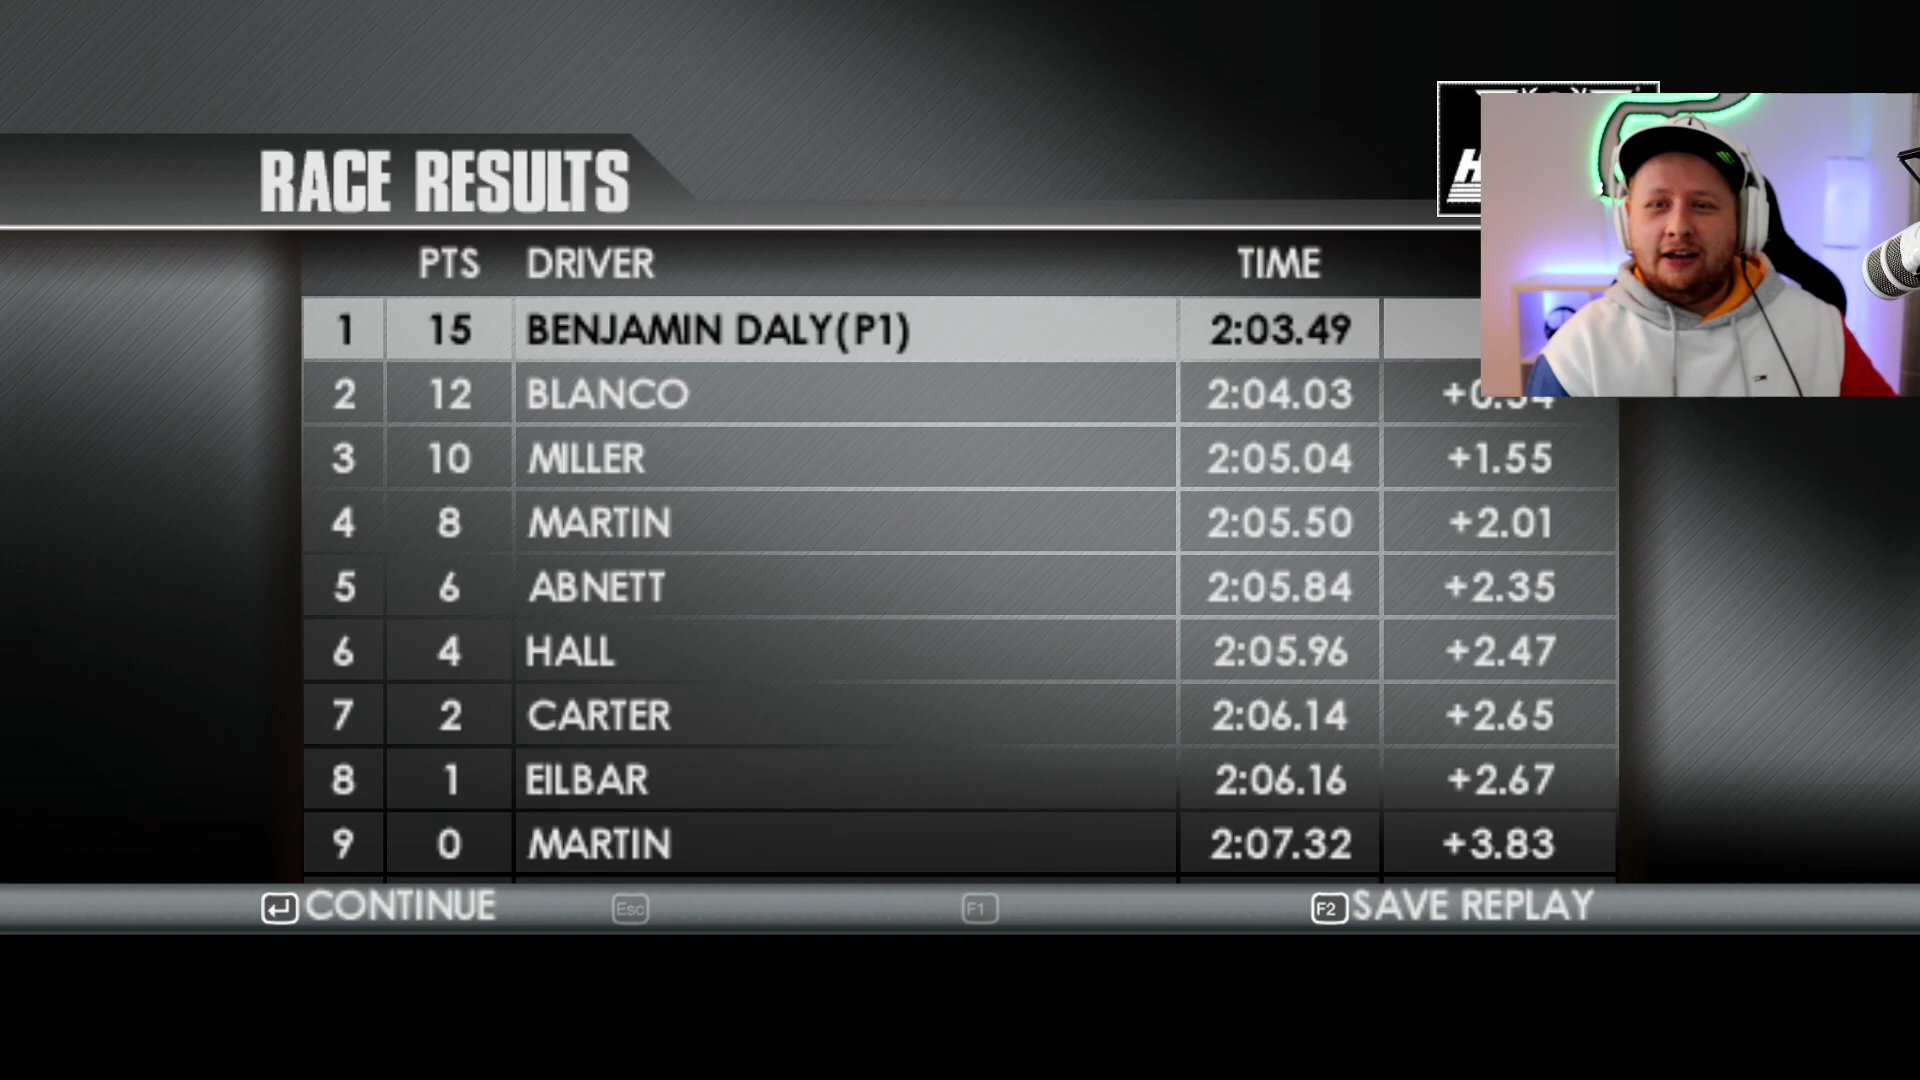 RACE RESULTS
PTS DRIVER TIME
1 15 BENJAMIN DALY(P1) 2:03.49
2 12 BLANCO 2:04.03
3 10 MILLER 2:05.04 +1.55
4 8 MARTIN 2:05.50 +2.01
5 6 ABNETT 2:05.84 +2.35
6 4 HALL 2:05.96 +2.47
7 2 CARTER 2:06.14 +2.65
8 1 EILBAR 2:06.16 +2.67
9 0 MARTIN 2:07.32 +3.83
CONTINUE Esc F1 F2 SAVE REPLAY